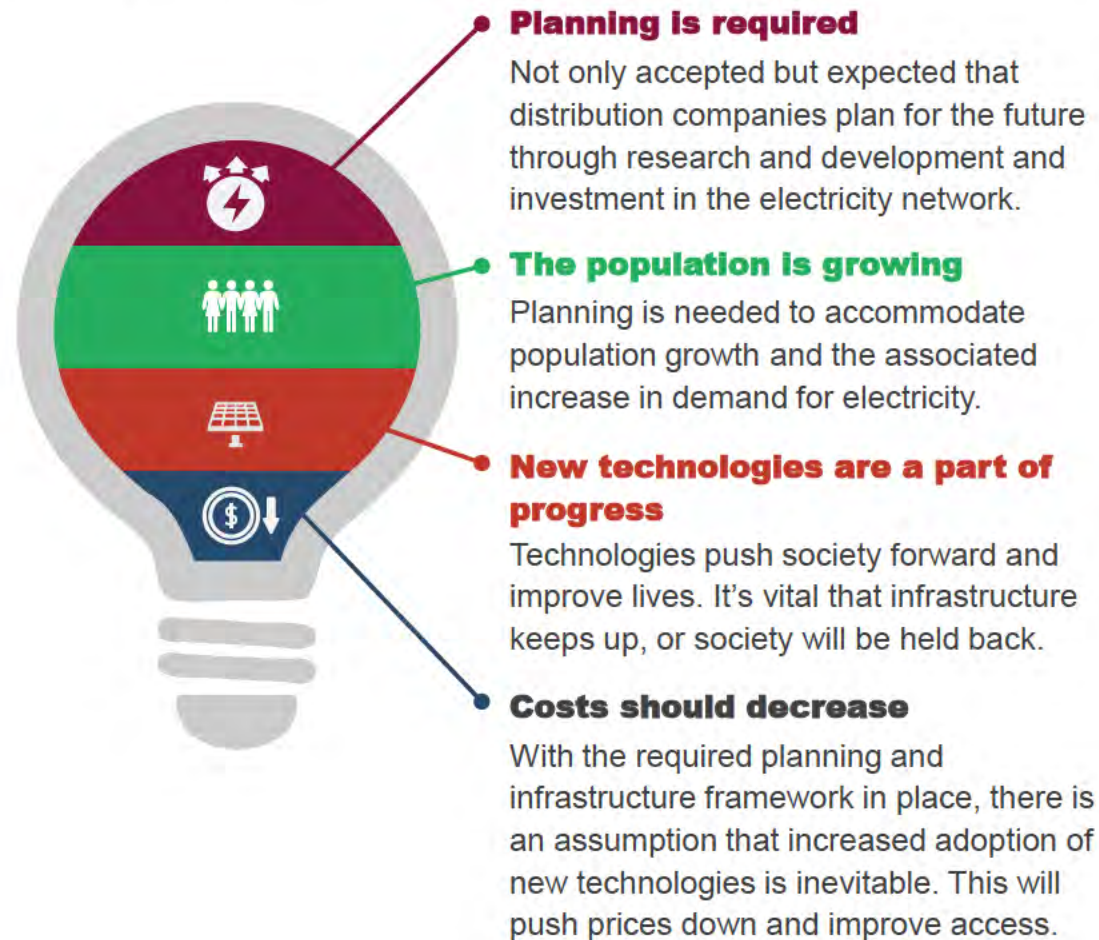 Planning is required
Not only accepted but expected that
distribution companies plan for the future
through research and development and
investment in the electricity network.
The population is growing
Planning is needed to accommodate
population growth and the associated
increase in demand for electricity.
New technologies are a part of
progress
Technologies push society forward and
improve lives. It's vital that infrastructure
keeps up, or society will be held back.
$
Costs should decrease
With the required planning and
infrastructure framework in place, there is
an assumption that increased adoption of
new technologies is inevitable. This will
push prices down and improve access.